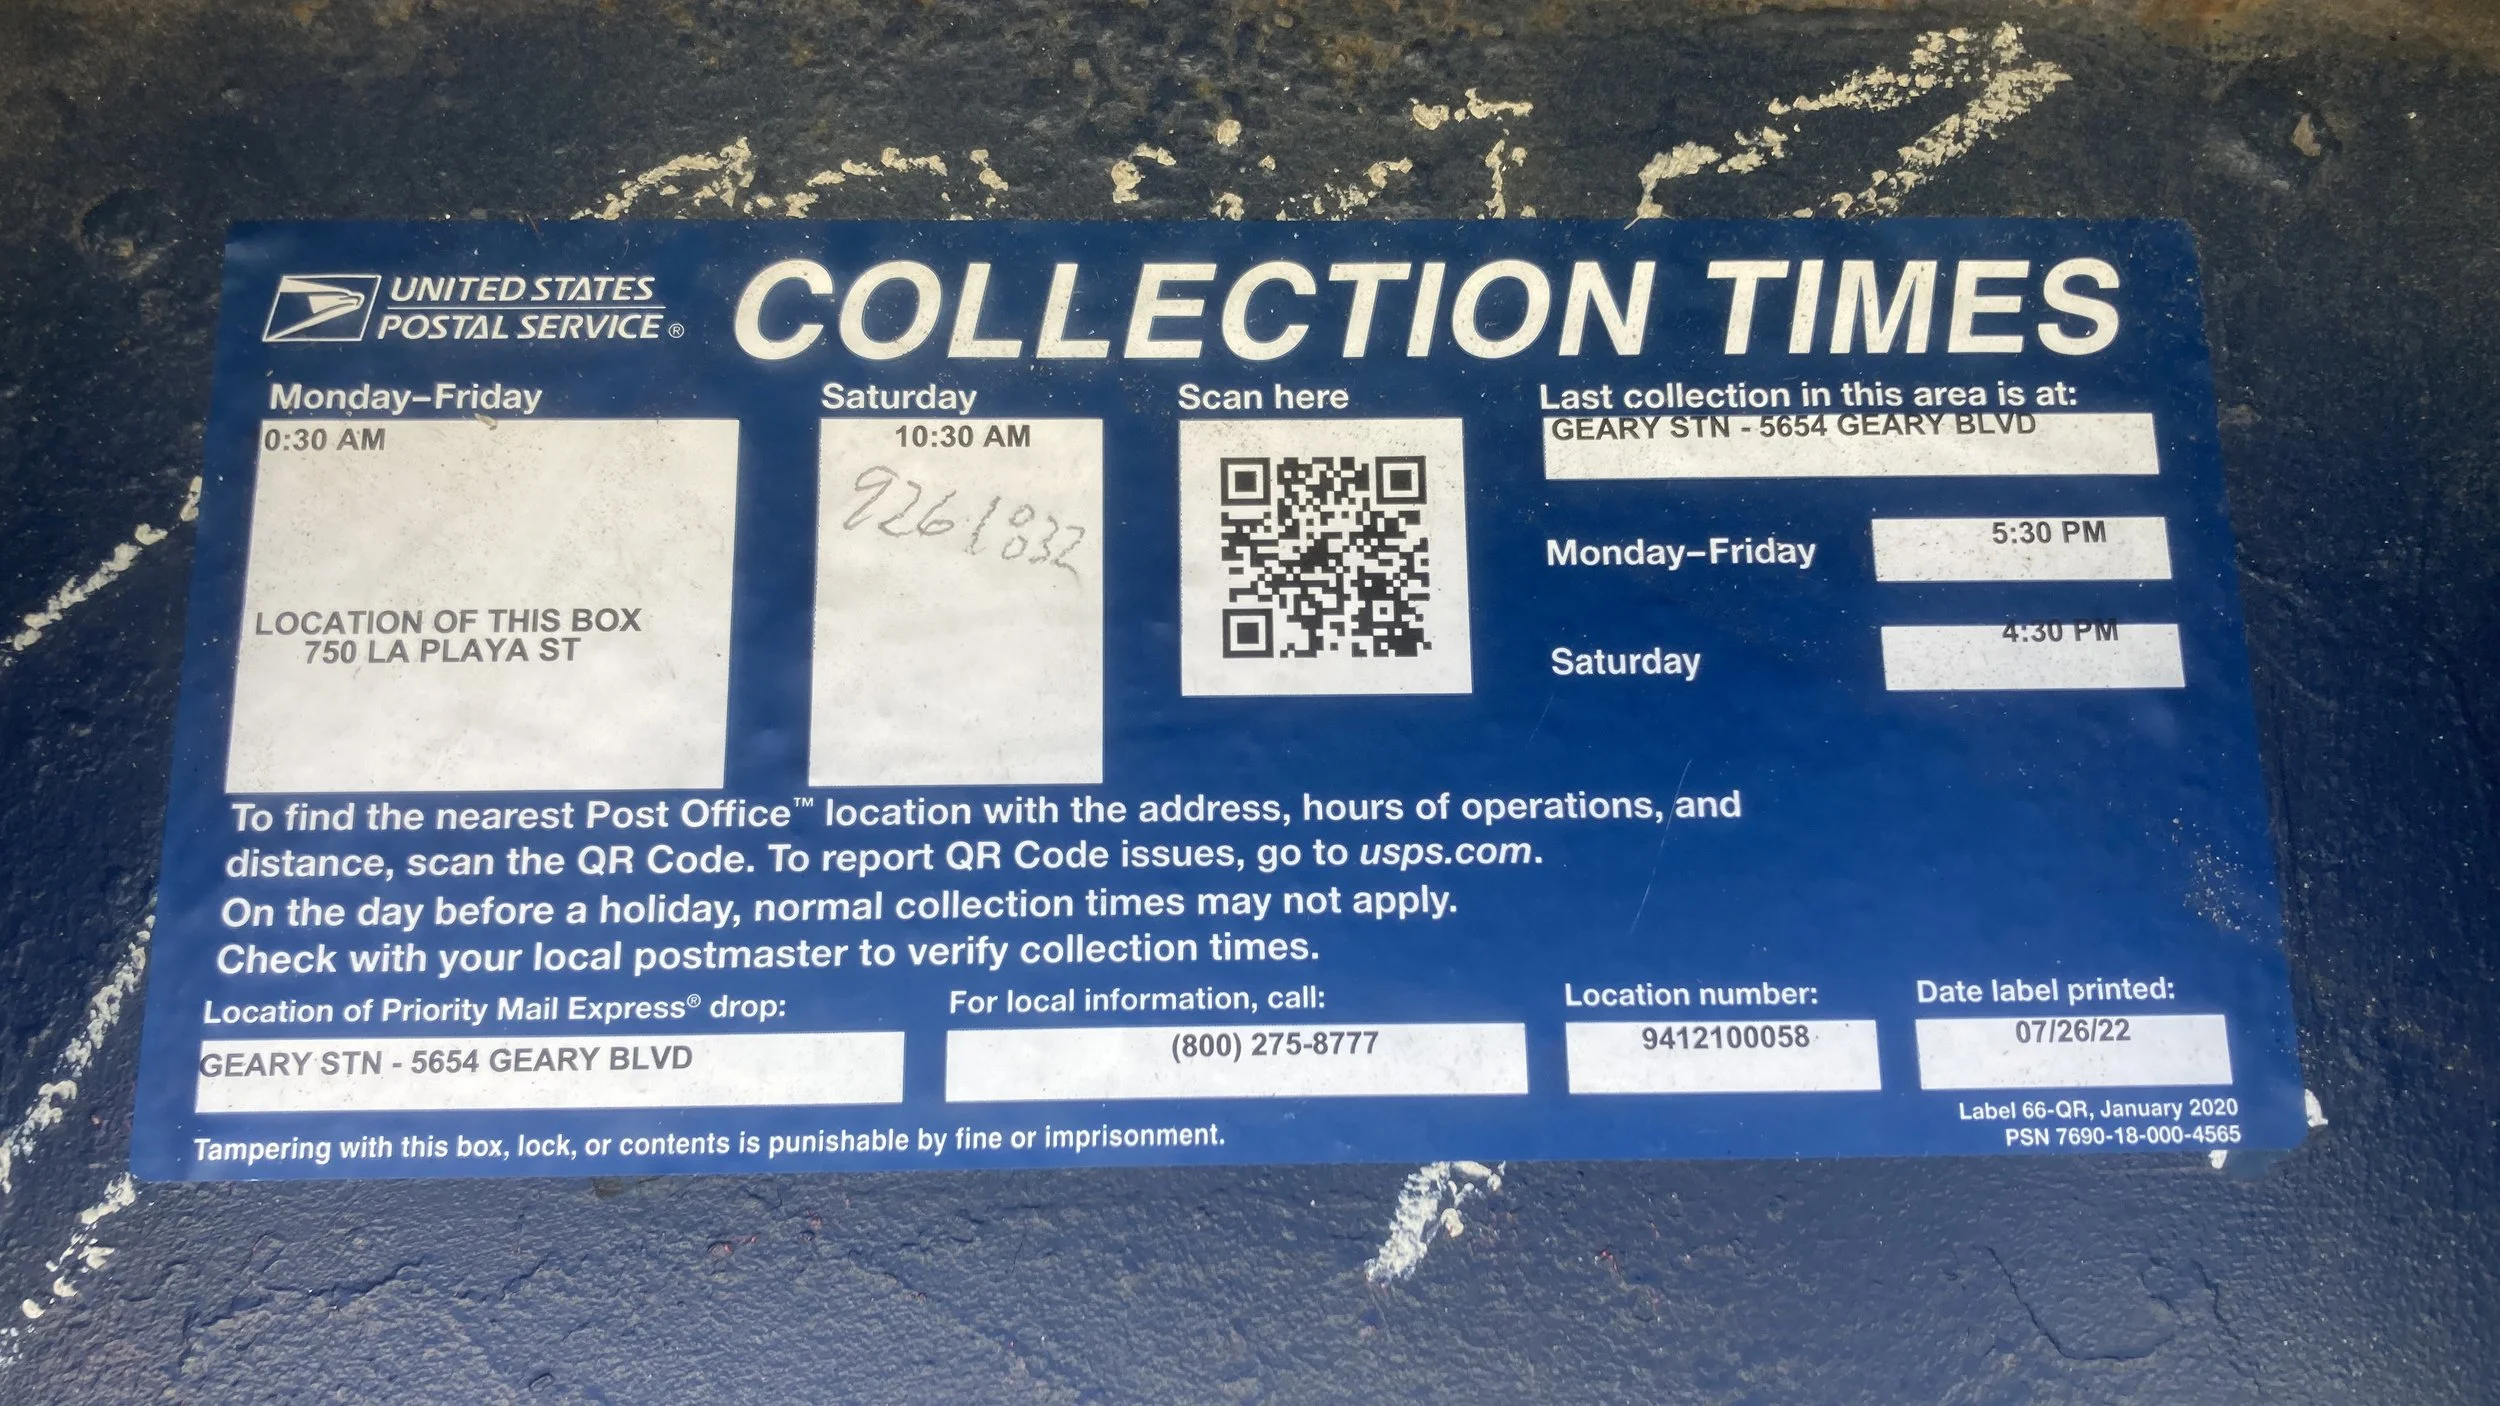 UNITED STATES
POSTAL SERVICE®
COLLECTION TIMES
Monday–Friday
0:30 AM
LOCATION OF THIS BOX
750 LA PLAYA ST
Saturday
10:30 AM
926 1832
Scan here
Last collection in this area is at:
GEARY STN - 5654 GEARY BLVD
Monday–Friday
5:30 PM
Saturday
4:30 PM
To find the nearest Post Office™ location with the address, hours of operations, and
distance, scan the QR Code. To report QR Code issues, go to usps.com.
On the day before a holiday, normal collection times may not apply.
Check with your local postmaster to verify collection times.
Location of Priority Mail Express® drop:
GEARY STN - 5654 GEARY BLVD
For local information, call:
(800) 275-8777
Location number:
9412100058
Date label printed:
07/26/22
Label 66-QR, January 2020
PSN 7690-18-000-4565
Tampering with this box, lock, or contents is punishable by fine or imprisonment.